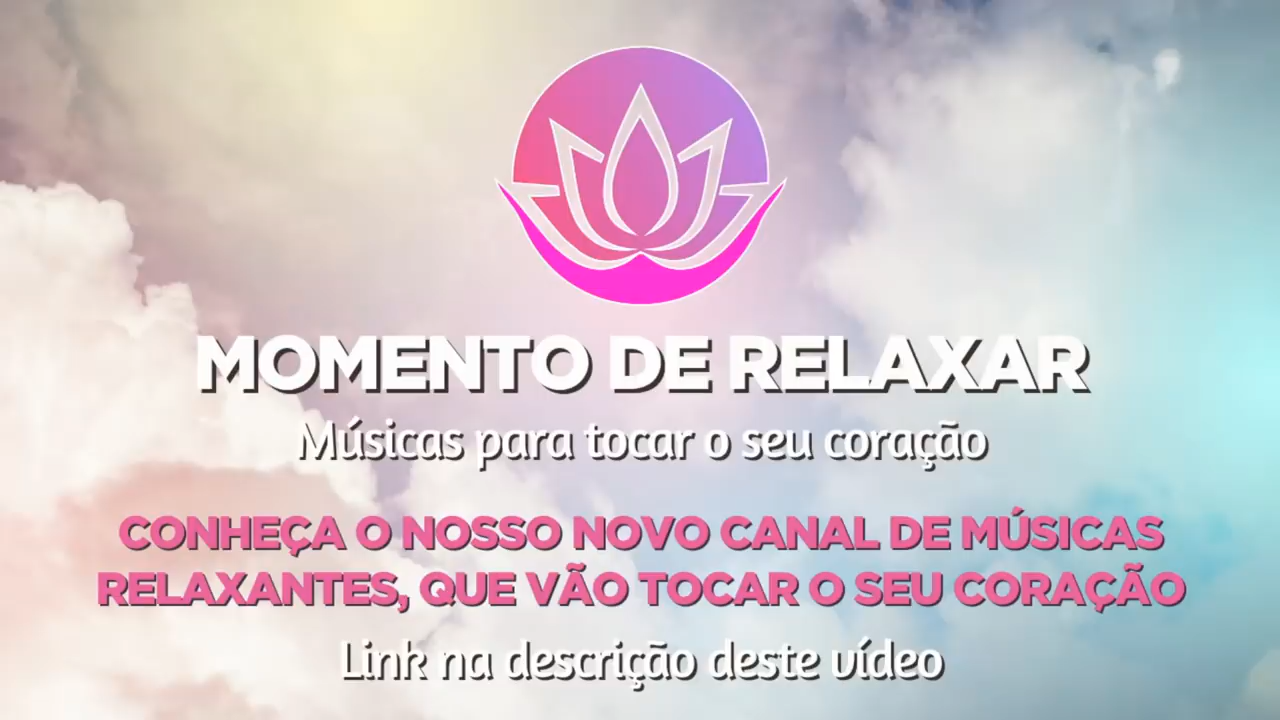 MOMENTO DE RELAXAR
Músicas para tocar o seu coração
CONHEÇA O NOSSO NOVO CANAL DE MÚSICAS
RELAXANTES, QUE VÃO TOCAR O SEU CORAÇÃO
Link na descrição deste vídeo